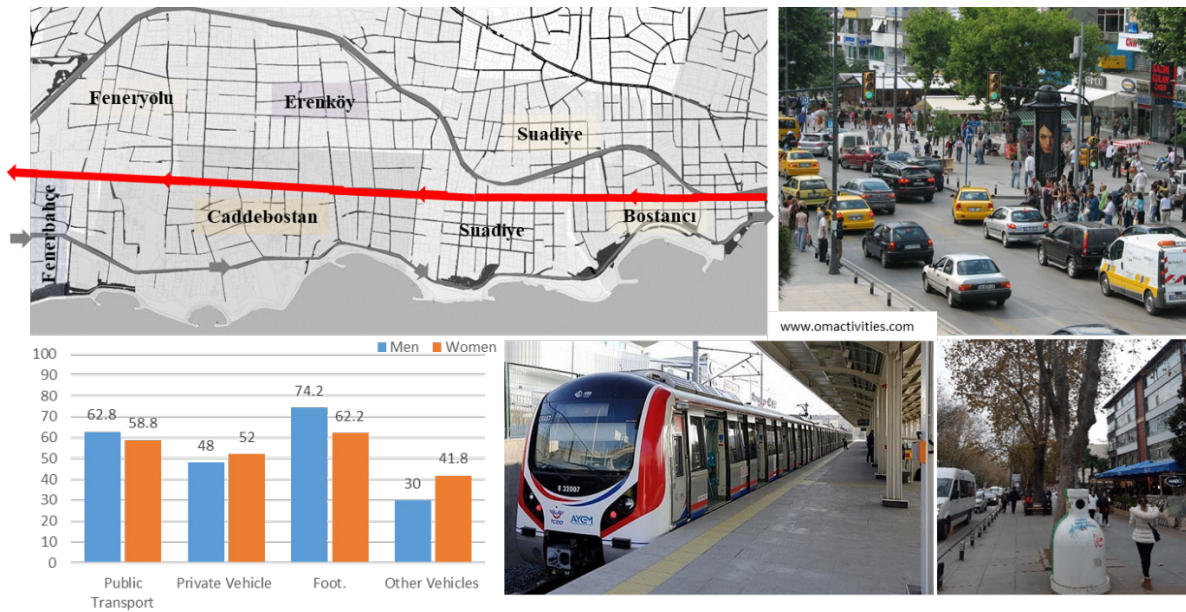 Feneryolu
Erenköy
Suadiye
Fenerbahçe
Caddebostan
Suadiye
Bostancı
www.omactivities.com
Men
Women
100
90
80
70
60
50
40
30
20
10
0
62.8
58.8
48
52
74.2
62.2
30
41.8
Public
Transport
Private Vehicle
Foot.
Other Vehicles
E 32007
TCDD
AYGM